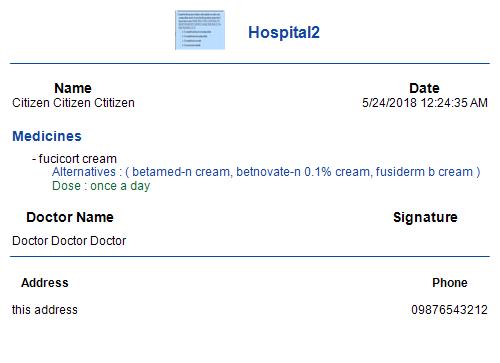 Hospital2
Name Date
Citizen Citizen Ctitizen 5/24/2018 12:24:35 AM
Medicines
- fucicort cream
Alternatives : ( betamed-n cream, betnovate-n 0.1% cream, fusiderm b cream )
Dose : once a day
Doctor Name Signature
Doctor Doctor Doctor
Address Phone
this address 09876543212